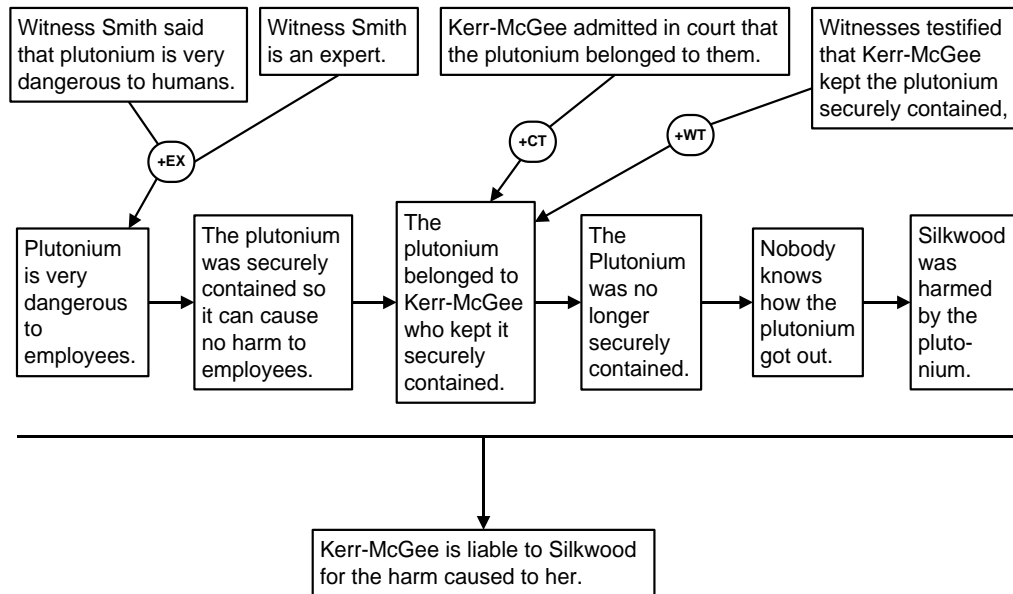 Witness Smith said
that plutonium is very
dangerous to humans.
Witness Smith
is an expert.
Kerr-McGee admitted in court that
the plutonium belonged to them.
Witnesses testified
that Kerr-McGee
kept the plutonium
securely contained,
+EX
+CT
+WT
Plutonium
is very
dangerous
to
employees.
The plutonium
was securely
contained so
it can cause
no harm to
employees.
The
plutonium
belonged to
Kerr-McGee
who kept it
securely
contained.
The
Plutonium
was no
longer
securely
contained.
Nobody
knows
how the
plutonium
got out.
Silkwood
was
harmed
by the
pluto-
nium.
Kerr-McGee is liable to Silkwood
for the harm caused to her.